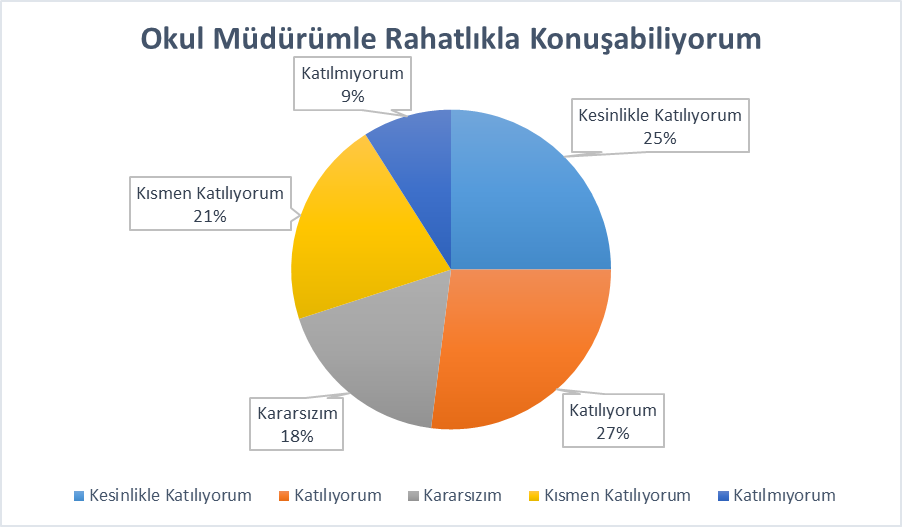 Okul Müdürümle Rahatlıkla Konuşabiliyorum
Katılmıyorum
9%
Kesinlikle Katılıyorum
25%
Kısmen Katılıyorum
21%
Kararsızım
18%
Katılıyorum
27%
Kesinlikle Katılıyorum Katılıyorum Kararsızım Kısmen Katılıyorum Katılmıyorum